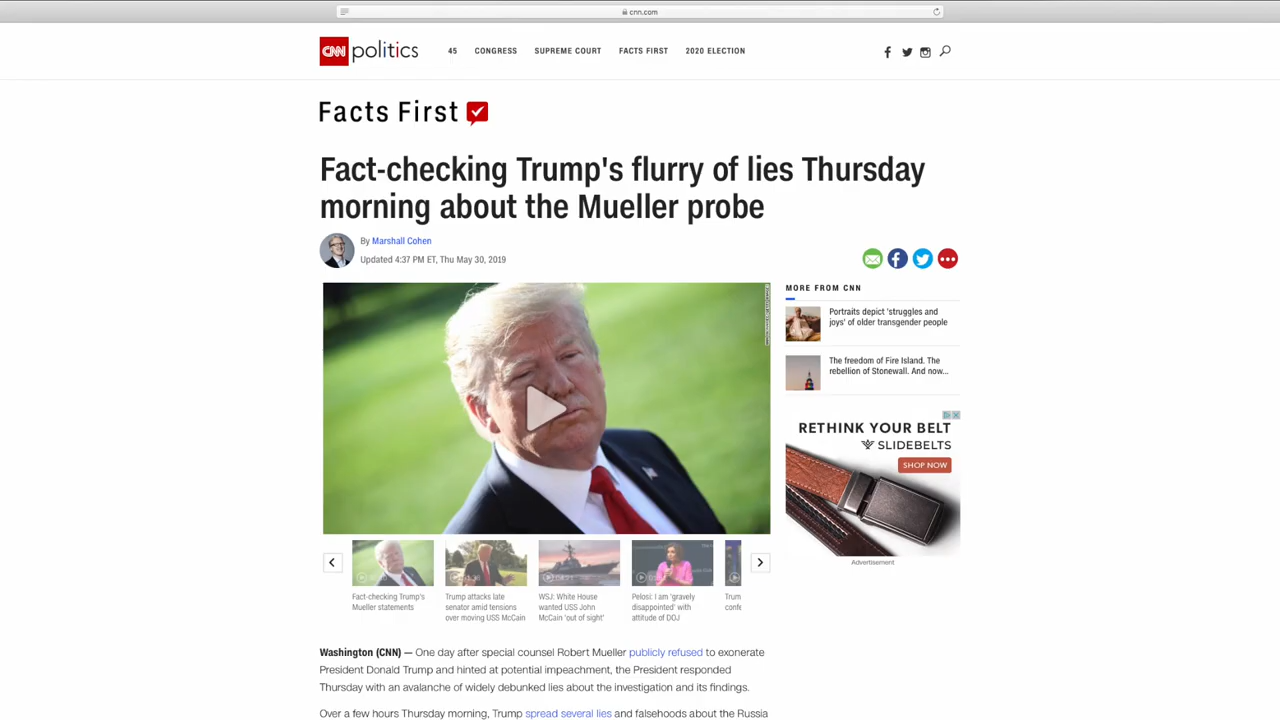 cnn.com
CNN politics 45 CONGRESS SUPREME COURT FACTS FIRST 2020 ELECTION
Facts First
Fact-checking Trump's flurry of lies Thursday
morning about the Mueller probe
By Marshall Cohen
Updated 4:37 PM ET, Thu May 30, 2019
MORE FROM CNN
Portraits depict 'struggles and
joys' of older transgender people
The freedom of Fire Island. The
rebellion of Stonewall. And now...
RETHINK YOUR BELT
SLIDEBELTS
SHOP NOW
Advertisement
Fact-checking Trump's
Mueller statements
Trump attacks late
senator amid tensions
over moving USS McCain
WSJ: White House
wanted USS John
McCain 'out of sight'
Pelosi: I am 'gravely
disappointed' with
attitude of DOJ
Trum
confe
Washington (CNN) — One day after special counsel Robert Mueller publicly refused to exonerate
President Donald Trump and hinted at potential impeachment, the President responded
Thursday with an avalanche of widely debunked lies about the investigation and its findings.
Over a few hours Thursday morning, Trump spread several lies and falsehoods about the Russia